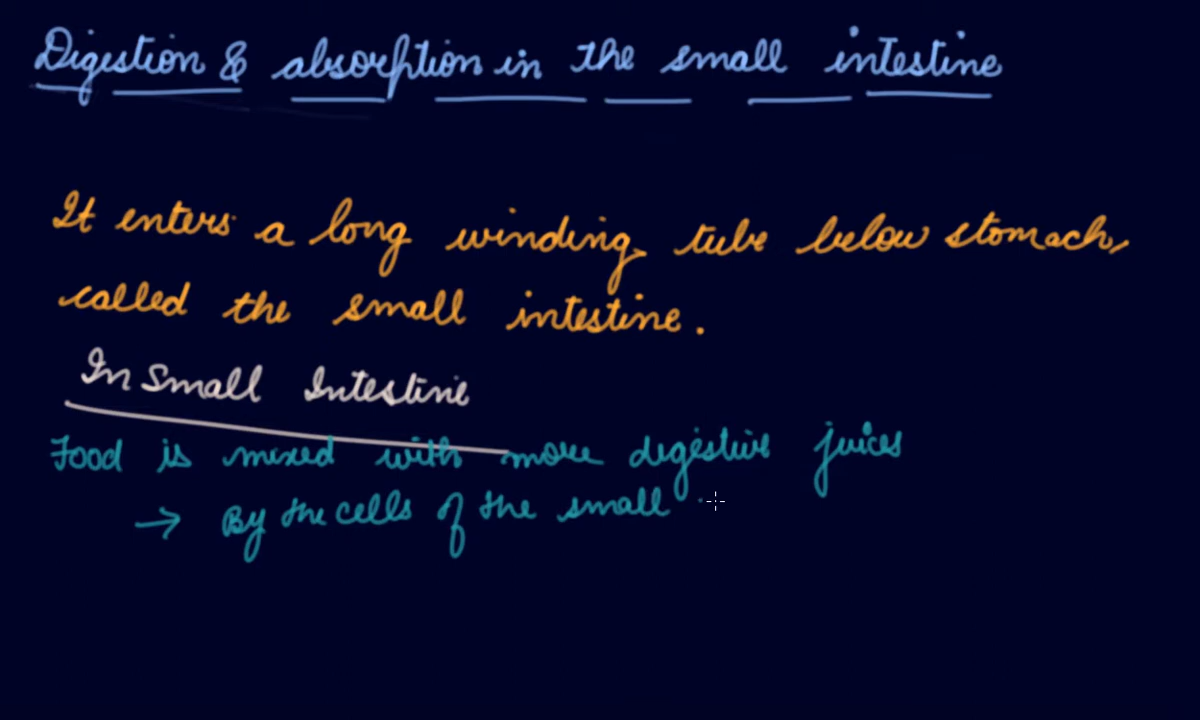 Digestion & absorption in the small intestine
It enters a long winding tube below stomach,
called the small intestine.
In Small Intestine
Food is mixed with more digestive juices
→ By the cells of the small